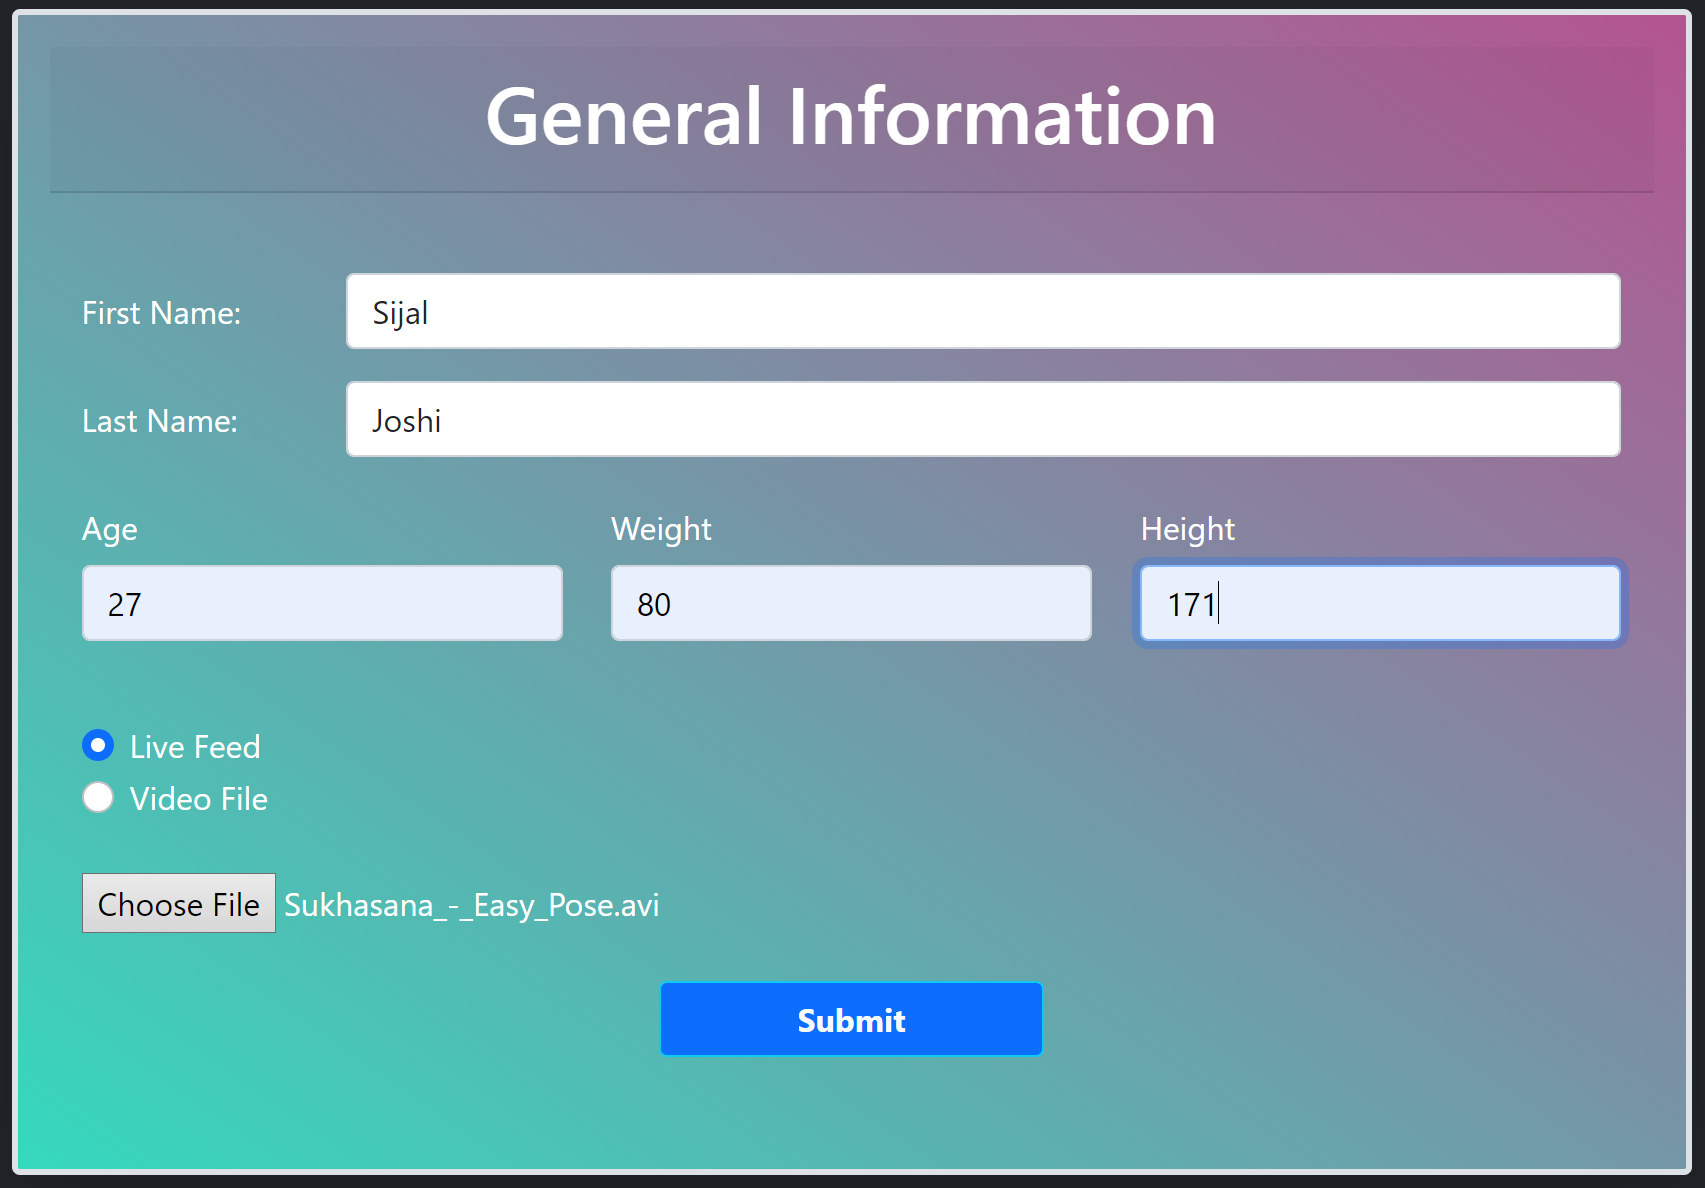 General Information
First Name: Sijal
Last Name: Joshi
Age Weight Height
27 80 171
Live Feed
Video File
Choose File Sukhasana_-_Easy_Pose.avi
Submit